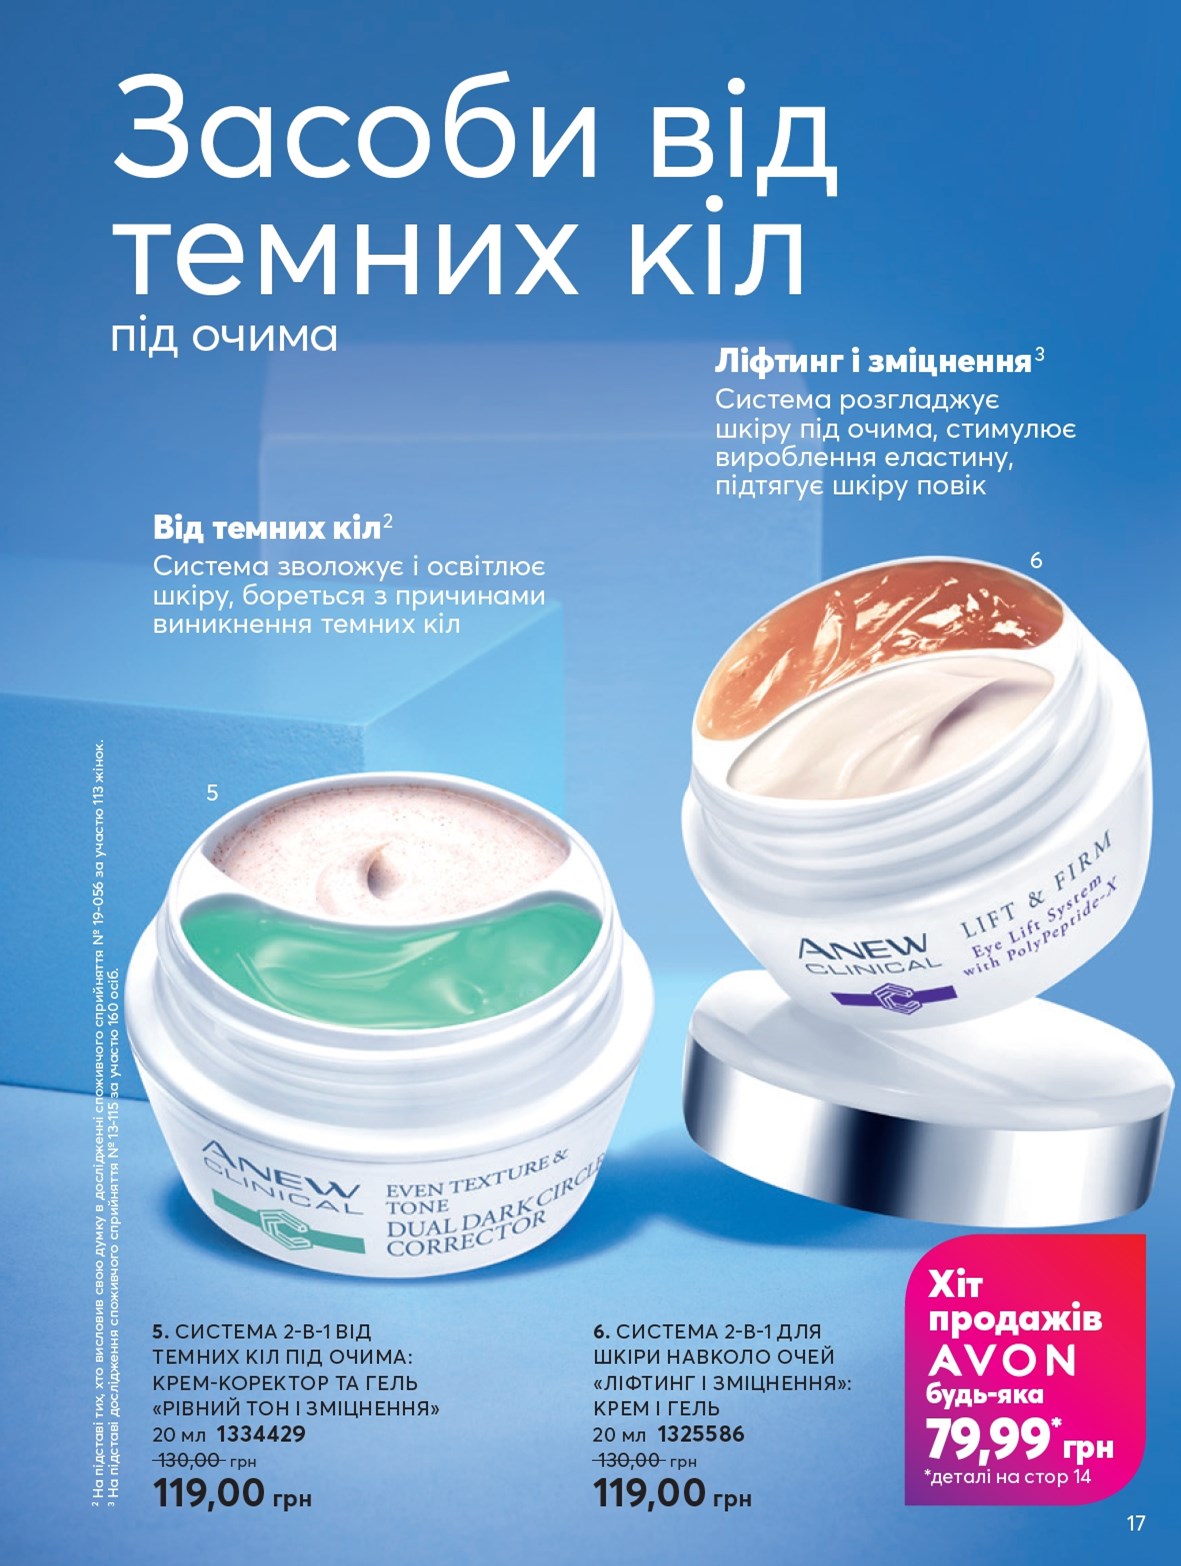 Засоби від
темних кіл
під очима
Ліфтинг і зміцнення³
Система розгладжує
шкіру під очима, стимулює
вироблення еластину,
підтягує шкіру повік
Від темних кіл²
Система зволожує і освітлює
шкіру, бореться з причинами
виникнення темних кіл
6
5
LIFT & FIRM
Eye Lift System
with PolyPeptide-X
ANEW
CLINICAL
ANEW
CLINICAL
EVEN TEXTURE &
TONE
DUAL DARK CIRCLE
CORRECTOR
² На підставі тих, хто висловив свою думку в дослідженні споживчого сприйняття № 19-056 за участю 113 жінок.
³ На підставі дослідження споживчого сприйняття № 13-115 за участю 160 осіб.
5. СИСТЕМА 2-В-1 ВІД
ТЕМНИХ КІЛ ПІД ОЧИМА:
КРЕМ-КОРЕКТОР ТА ГЕЛЬ
«РІВНИЙ ТОН І ЗМІЦНЕННЯ»
20 мл 1334429
130,00 грн
119,00 грн
6. СИСТЕМА 2-В-1 ДЛЯ
ШКІРИ НАВКОЛО ОЧЕЙ
«ЛІФТИНГ І ЗМІЦНЕННЯ»:
КРЕМ І ГЕЛЬ
20 мл 1325586
130,00 грн
119,00 грн
Хіт
продажів
AVON
будь-яка
79,99* грн
*деталі на стор 14
17